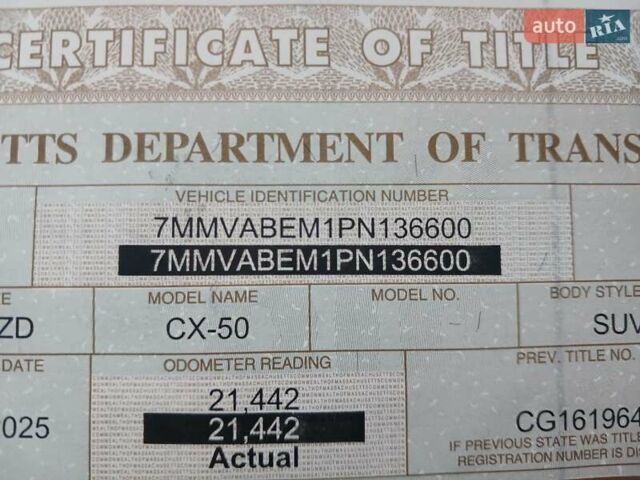 auto RIA .com
CERTIFICATE OF TITLE
TTS DEPARTMENT OF TRANS
VEHICLE IDENTIFICATION NUMBER
7MMVABEM1PN136600
7MMVABEM1PN136600
MODEL NAME MODEL NO. BODY STYLE
ZD CX-50 SUV
DATE ODOMETER READING PREV. TITLE NO.
21,442
025 21,442 CG161964
Actual
IF PREVIOUS STATE WAS TITLE
REGISTRATION NUMBER IS DIS